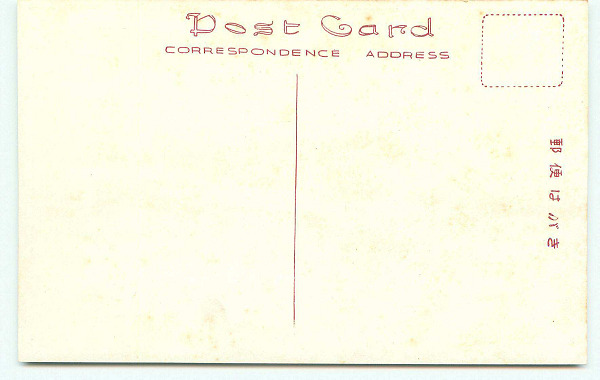 Post Card
CORRESPONDENCE ADDRESS
郵便はがき